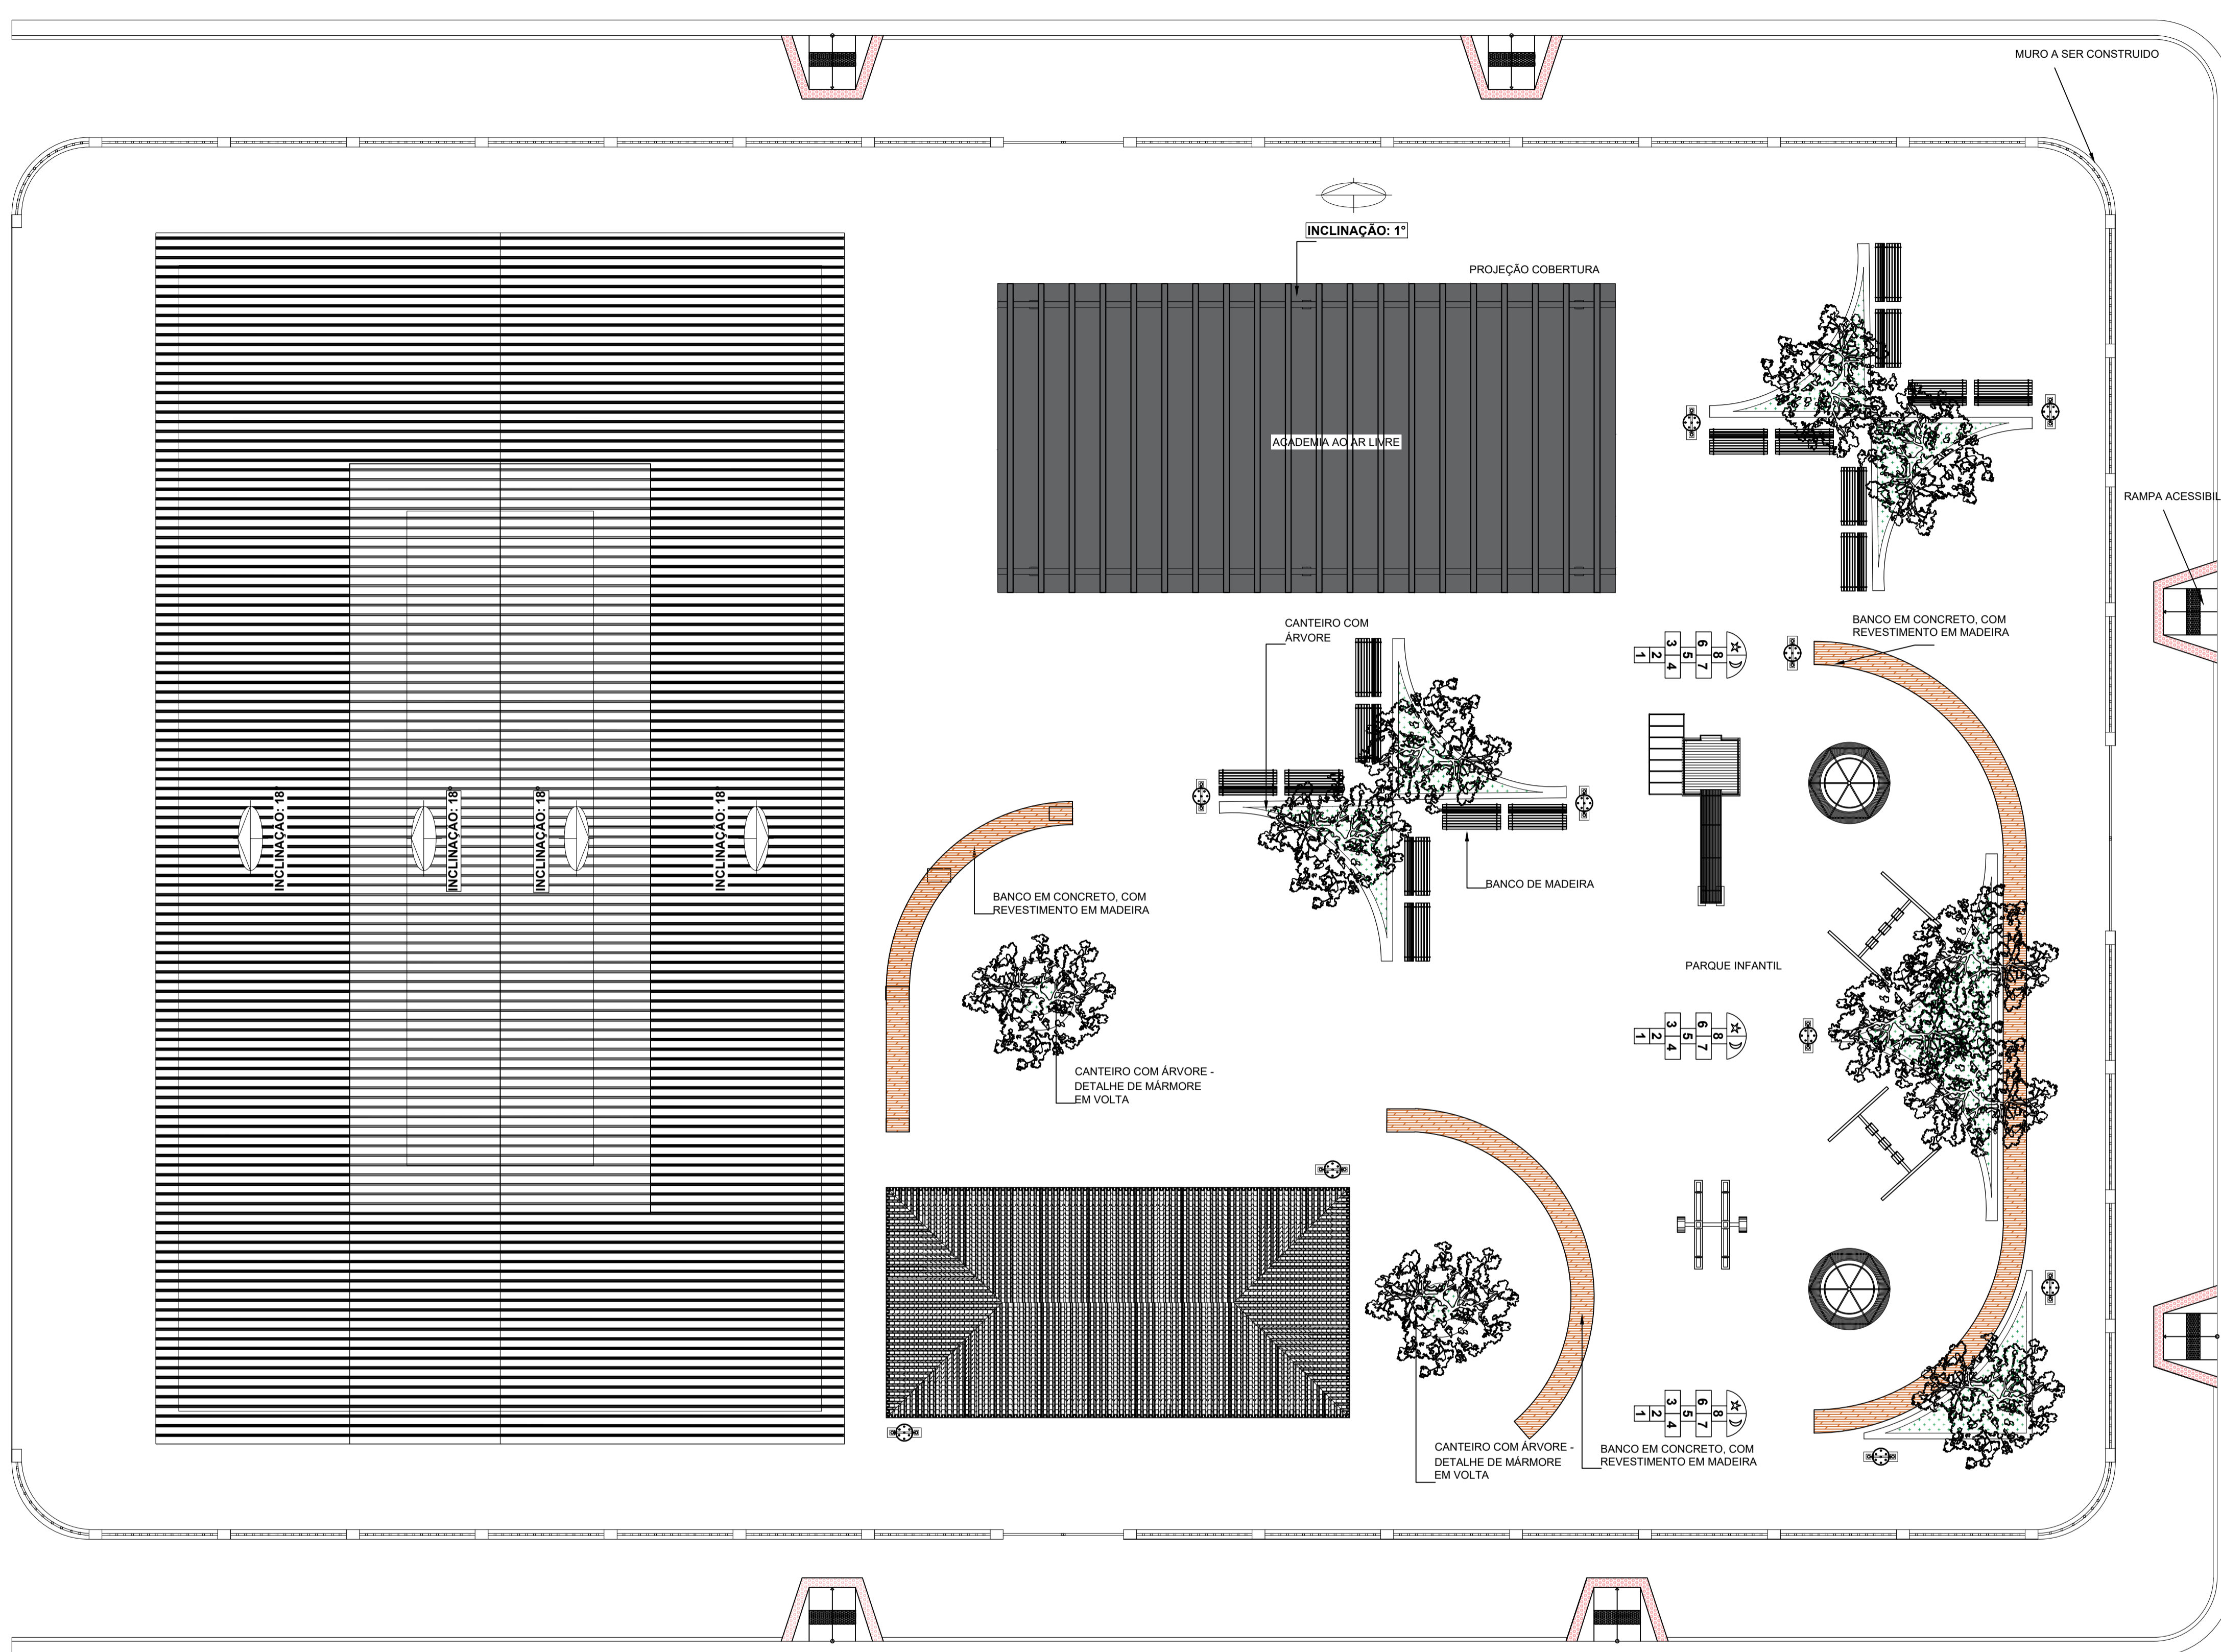 MURO A SER CONSTRUIDO
INCLINAÇÃO: 1°
PROJEÇÃO COBERTURA
ACADEMIA AO AR LIVRE
RAMPA ACESSIBIL
CANTEIRO COM
ÁRVORE
BANCO EM CONCRETO, COM
REVESTIMENTO EM MADEIRA
1 2 3 4 5 6 7 8
INCLINAÇÃO: 18°
INCLINAÇÃO: 18°
INCLINAÇÃO: 18°
INCLINAÇÃO: 18°
BANCO DE MADEIRA
BANCO EM CONCRETO, COM
REVESTIMENTO EM MADEIRA
PARQUE INFANTIL
1 2 3 4 5 6 7 8
CANTEIRO COM ÁRVORE -
DETALHE DE MÁRMORE
EM VOLTA
1 2 3 4 5 6 7 8
CANTEIRO COM ÁRVORE -
DETALHE DE MÁRMORE
EM VOLTA
BANCO EM CONCRETO, COM
REVESTIMENTO EM MADEIRA